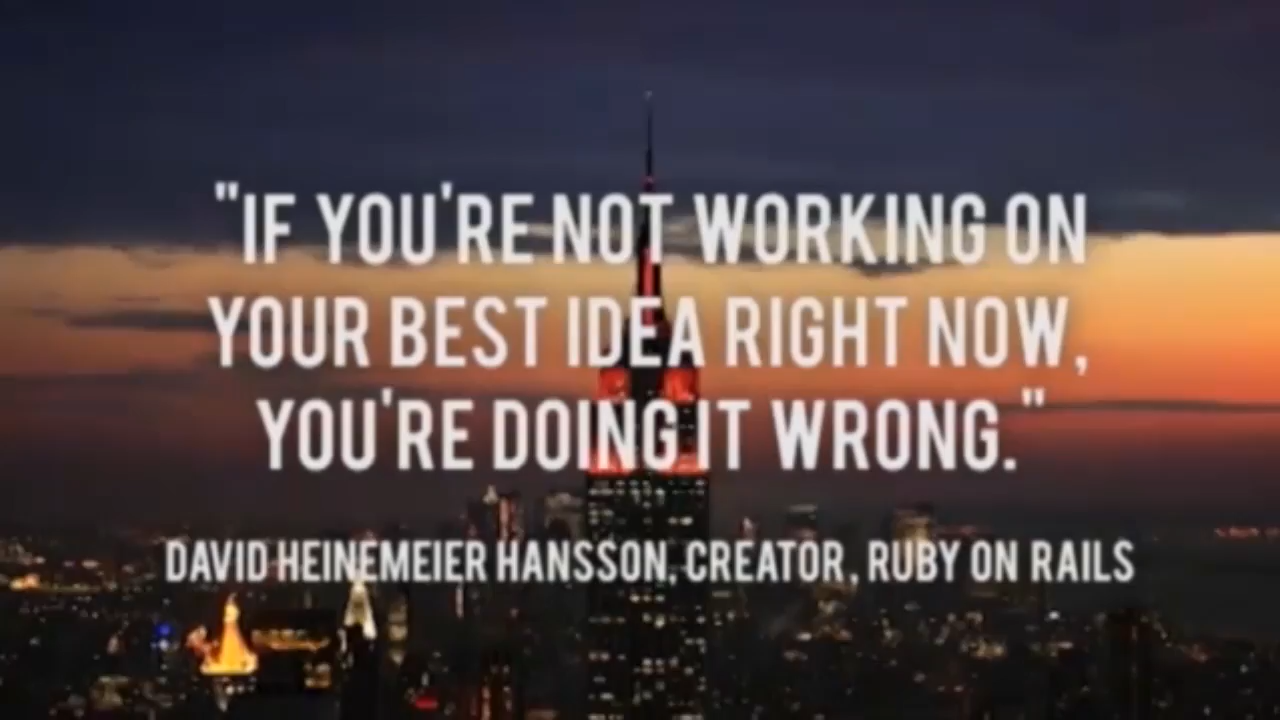 "IF YOU'RE NOT WORKING ON
YOUR BEST IDEA RIGHT NOW,
YOU'RE DOING IT WRONG."
DAVID HEINEMEIER HANSSON, CREATOR, RUBY ON RAILS